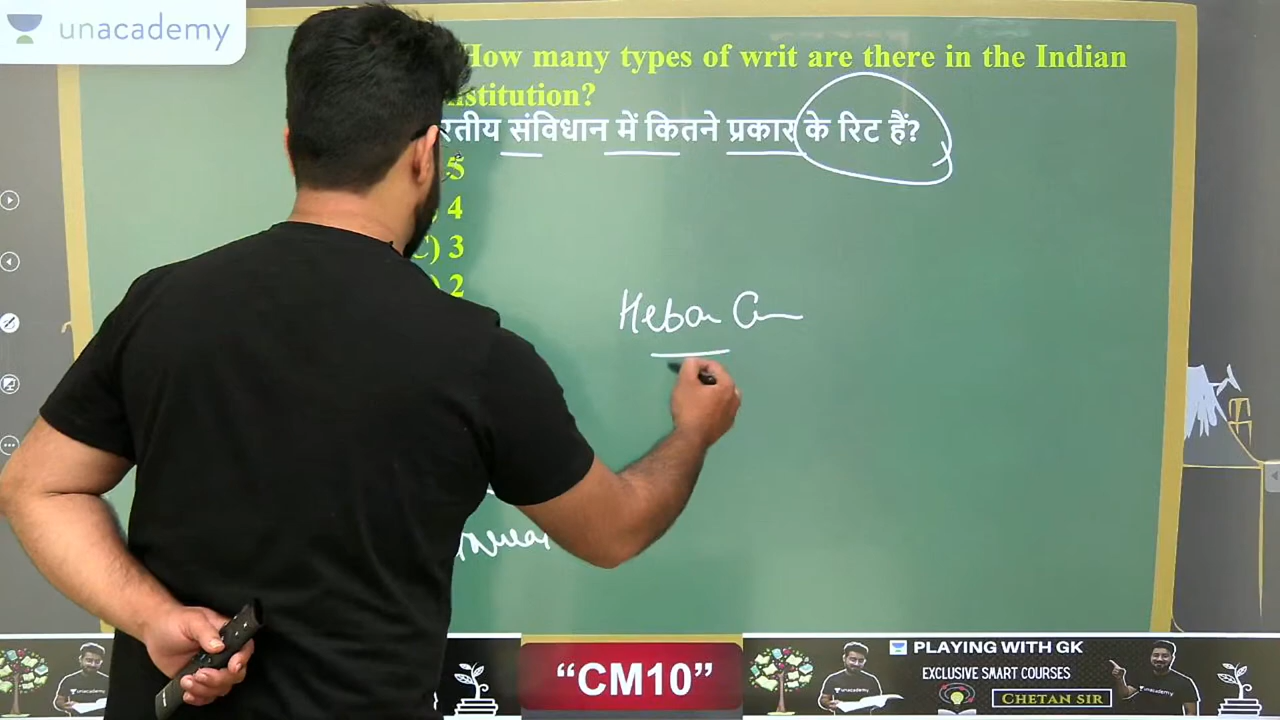 unacademy
How many types of writ are there in the Indian
nstitution?
रतीय संविधान में कितने प्रकार के रिट हैं?
5
4
C) 3
) 2
Heban
PLAYING WITH GK
EXCLUSIVE SMART COURSES
"CM10"
CHETAN SIR